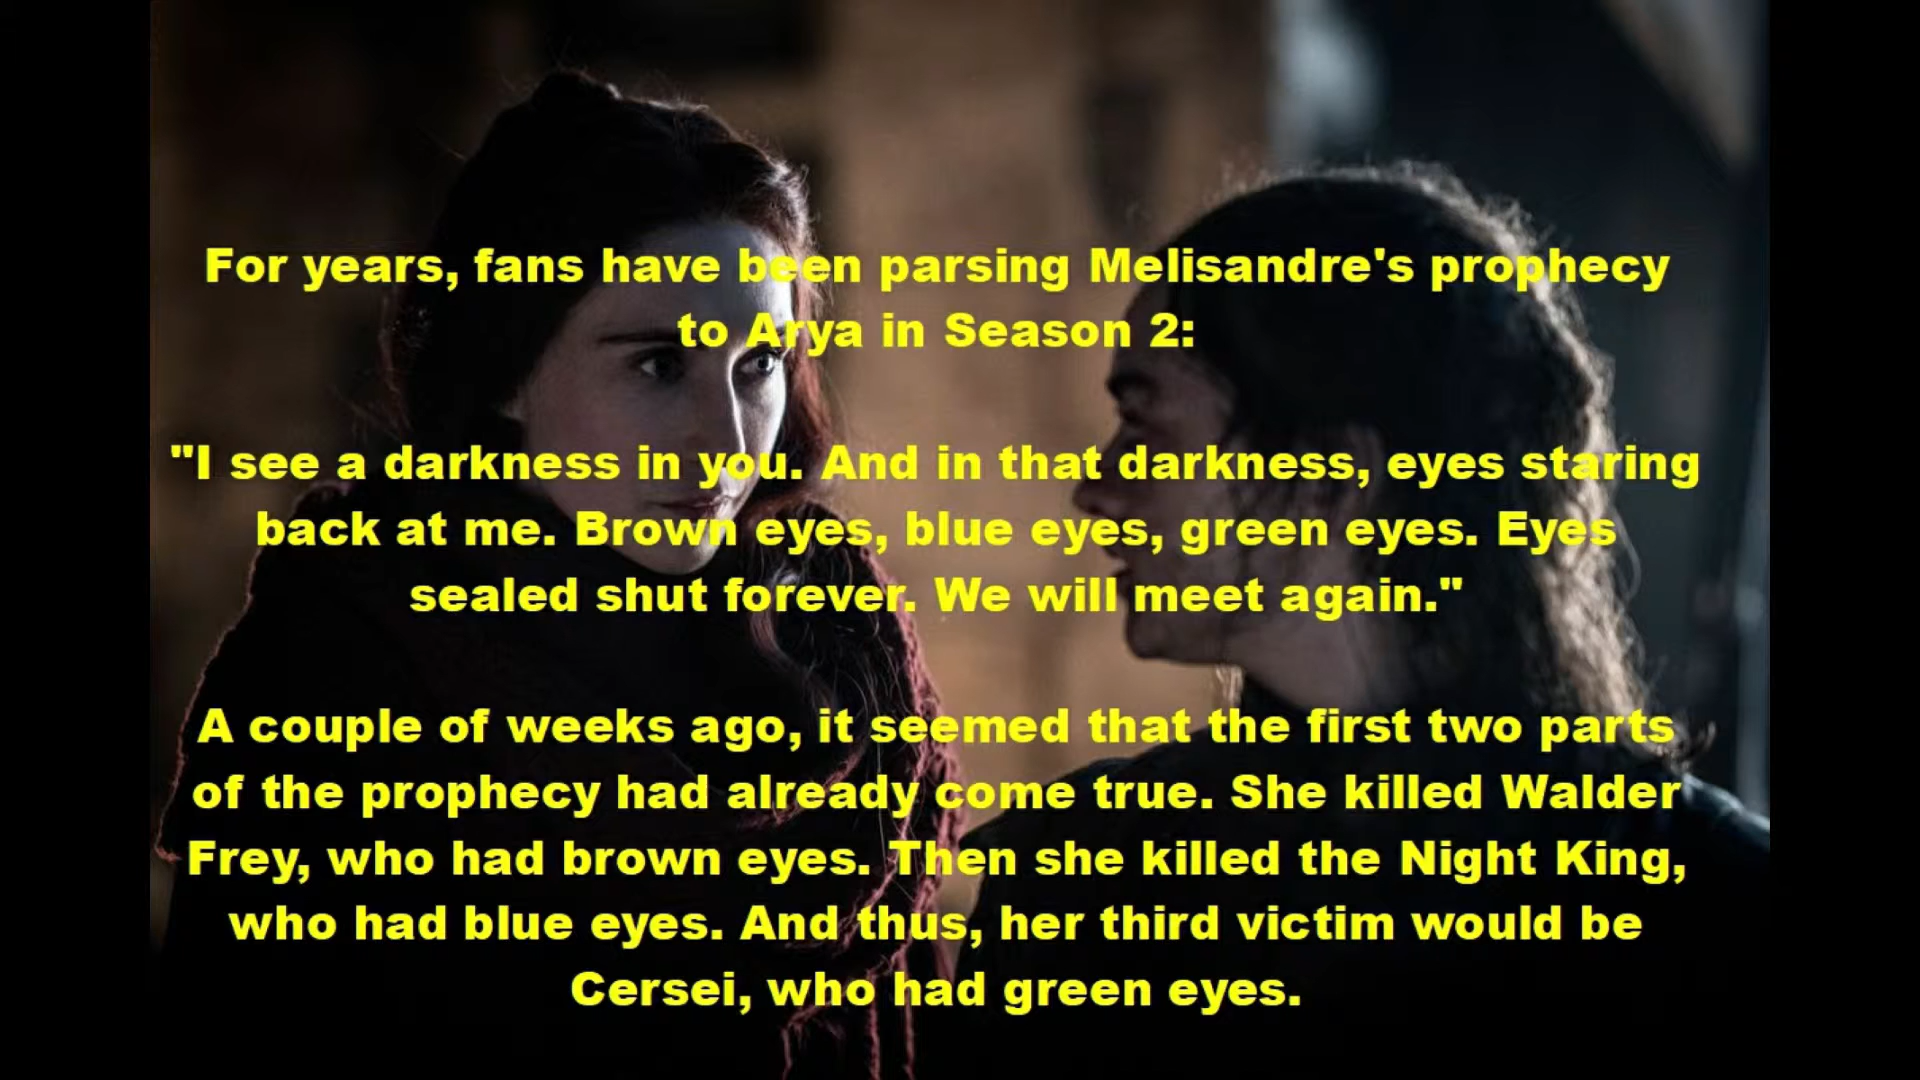 For years, fans have been parsing Melisandre's prophecy
to Arya in Season 2:
"I see a darkness in you. And in that darkness, eyes staring
back at me. Brown eyes, blue eyes, green eyes. Eyes
sealed shut forever. We will meet again."
A couple of weeks ago, it seemed that the first two parts
of the prophecy had already come true. She killed Walder
Frey, who had brown eyes. Then she killed the Night King,
who had blue eyes. And thus, her third victim would be
Cersei, who had green eyes.